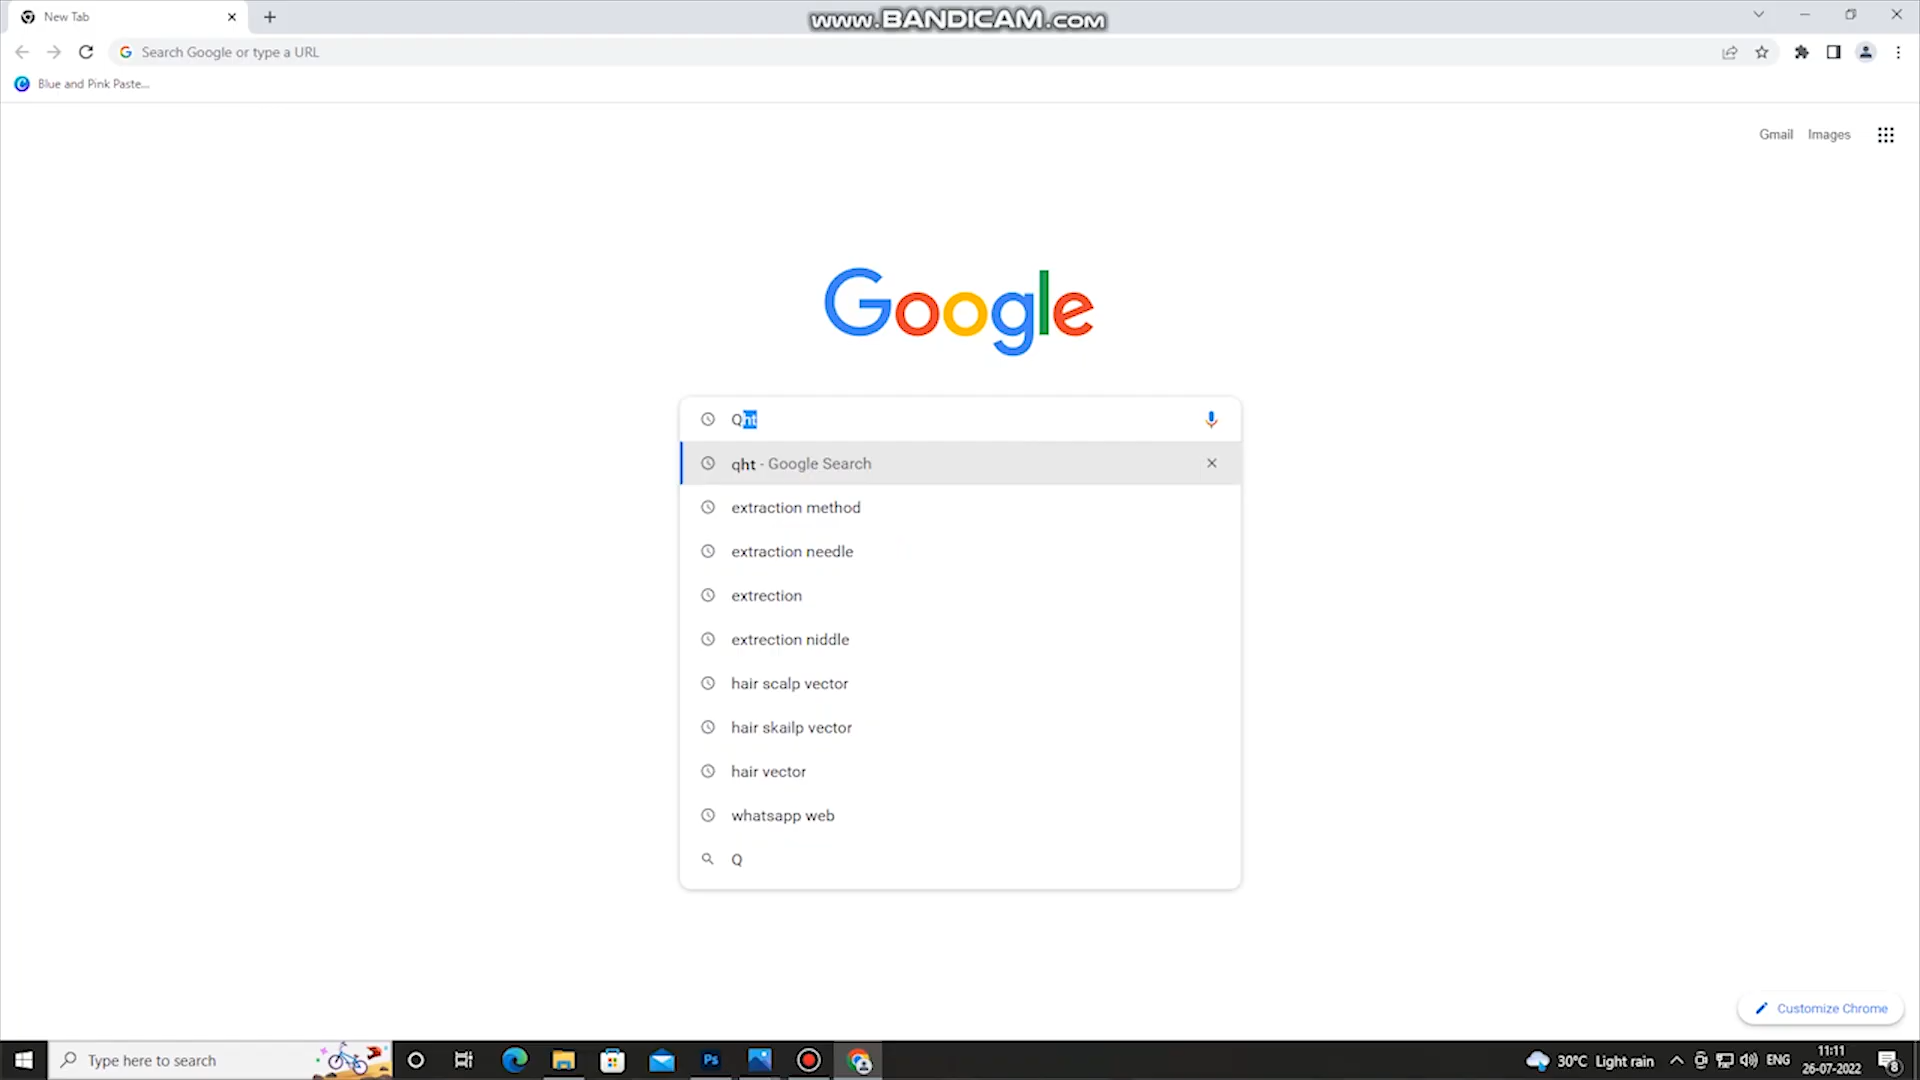 New Tab
www.BANDICAM.com
Search Google or type a URL
Blue and Pink Paste...
Gmail Images
Google
Qht
qht - Google Search
extraction method
extraction needle
extrection
extrection niddle
hair scalp vector
hair skailp vector
hair vector
whatsapp web
Q
Customize Chrome
Type here to search
Ps
30°C Light rain
ENG
11:11
26-07-2022
8